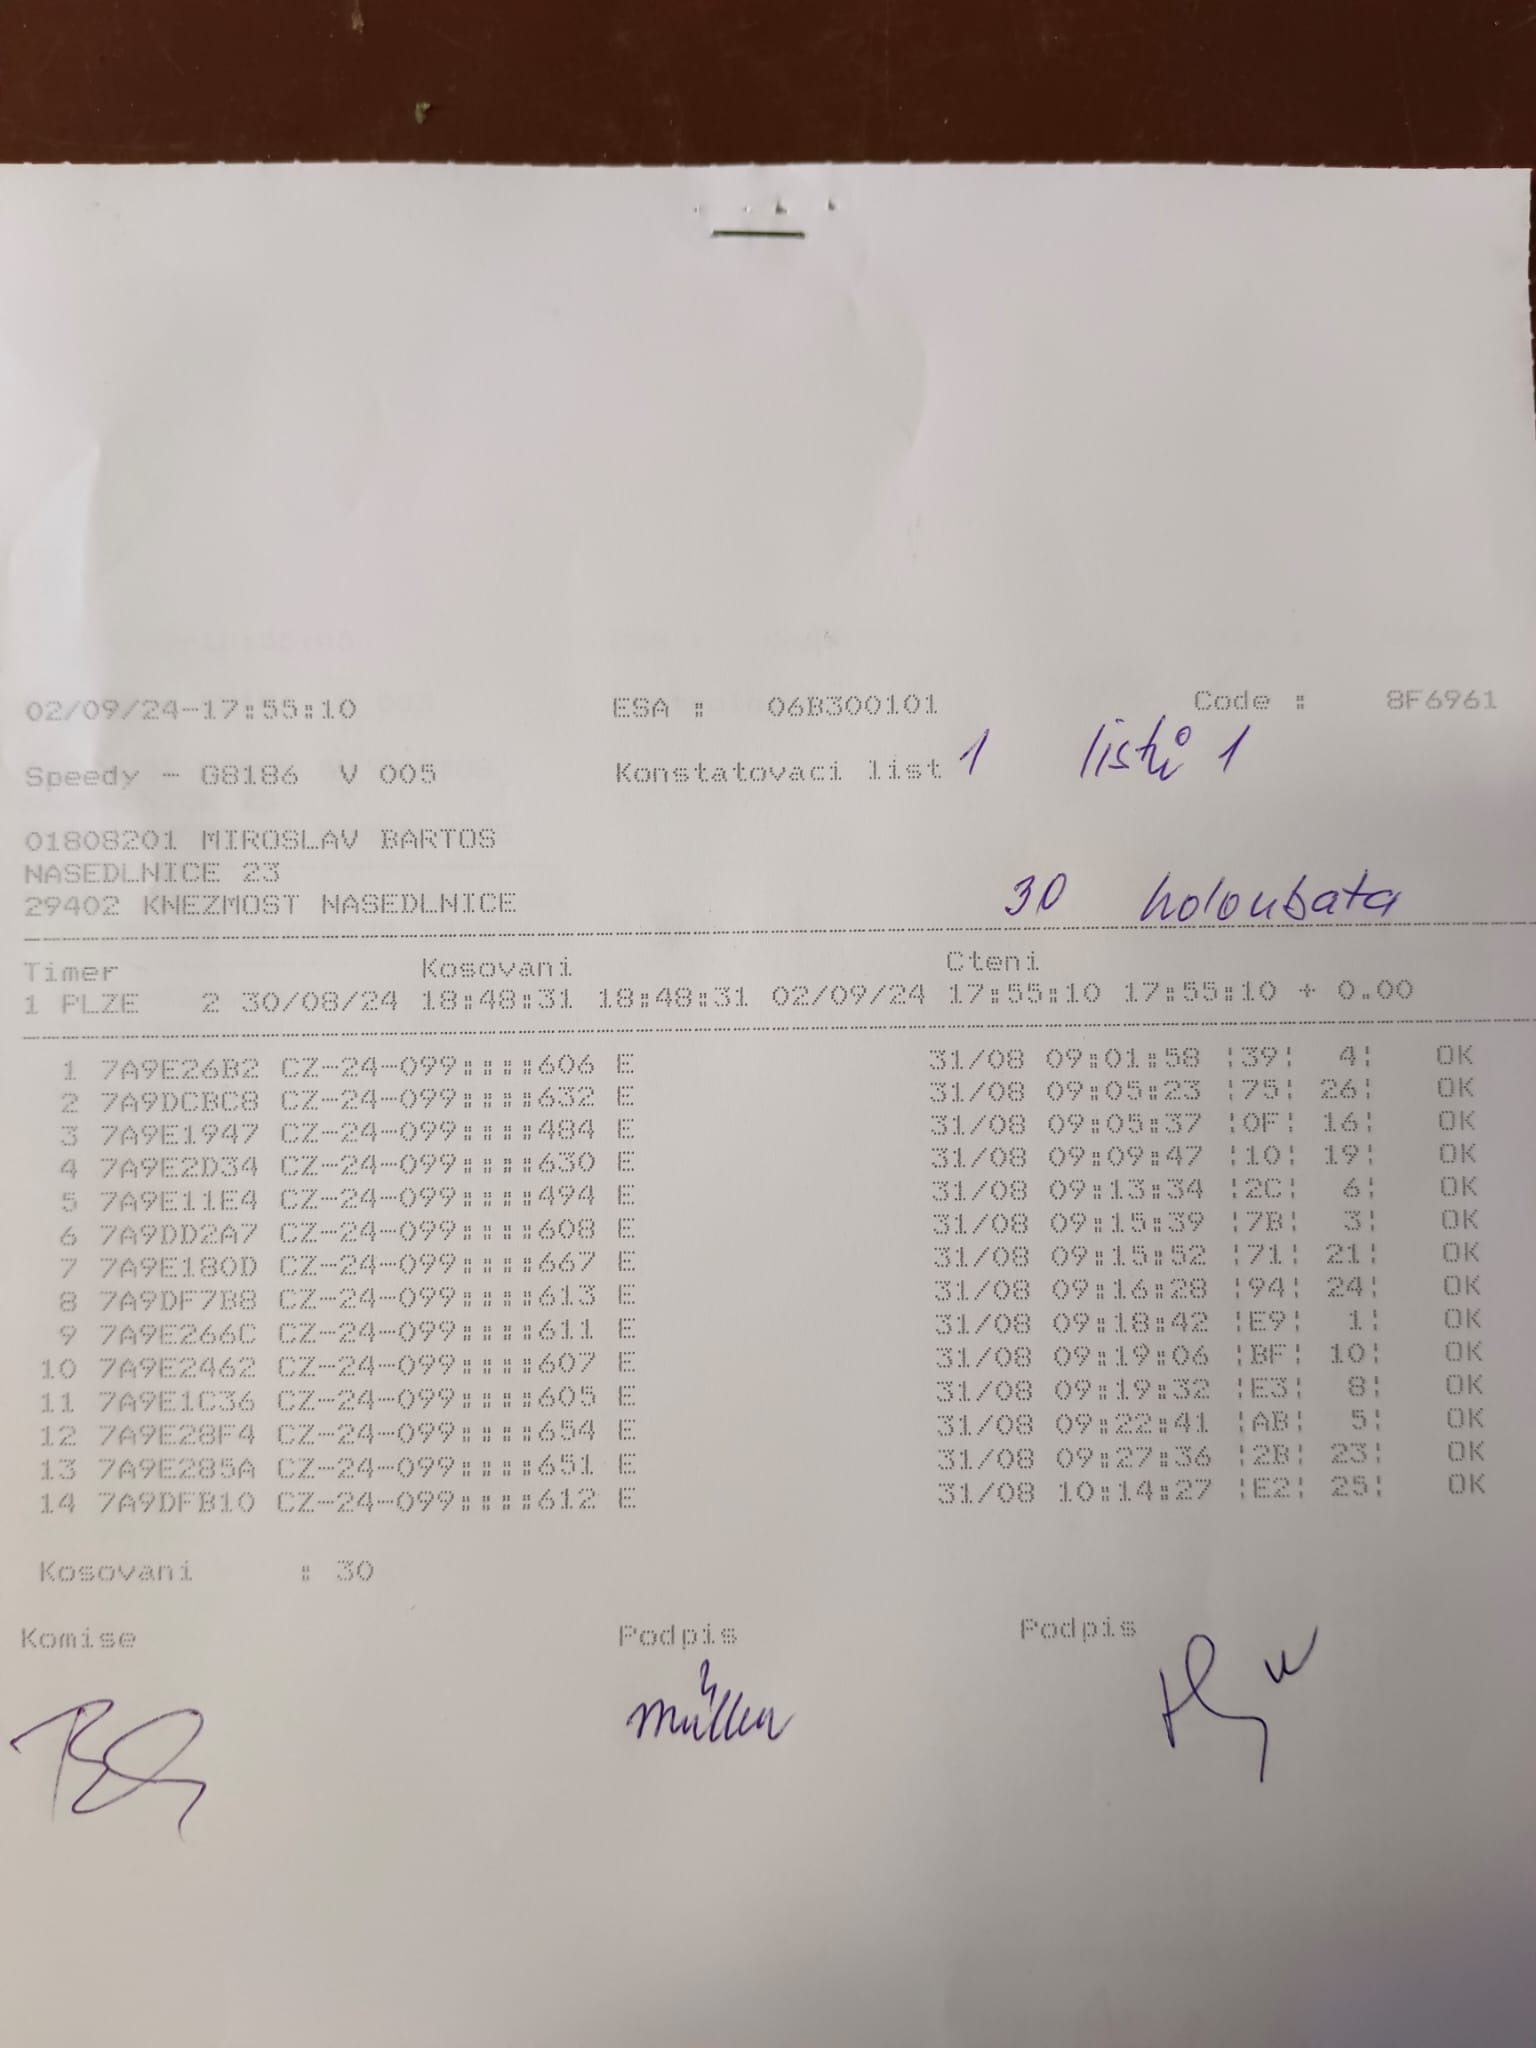 02/09/24-17:55:10 ESA : 06B300101 Code : 8F6961
Speedy - G8186 V 005 Konstatovaci list 1 listů 1
01808201 MIROSLAV BARTOS
NASEDLNICE 23
29402 KNEZMOST NASEDLNICE 30 holoubata
Timer Kosovani Cteni
1 PLZE 2 30/08/24 18:48:31 18:48:31 02/09/24 17:55:10 17:55:10 + 0.00
1 7A9E26B2 CZ-24-099::::606 E 31/08 09:01:58 ¦39¦ 4¦ OK
2 7A9DCBC8 CZ-24-099::::632 E 31/08 09:05:23 ¦75¦ 26¦ OK
3 7A9E1947 CZ-24-099::::484 E 31/08 09:05:37 ¦0F¦ 16¦ OK
4 7A9E2D34 CZ-24-099::::630 E 31/08 09:09:47 ¦10¦ 19¦ OK
5 7A9E11E4 CZ-24-099::::494 E 31/08 09:13:34 ¦2C¦ 6¦ OK
6 7A9DD2A7 CZ-24-099::::608 E 31/08 09:15:39 ¦7B¦ 3¦ OK
7 7A9E180D CZ-24-099::::667 E 31/08 09:15:52 ¦71¦ 21¦ OK
8 7A9DF7B8 CZ-24-099::::613 E 31/08 09:16:28 ¦94¦ 24¦ OK
9 7A9E266C CZ-24-099::::611 E 31/08 09:18:42 ¦E9¦ 1¦ OK
10 7A9E2462 CZ-24-099::::607 E 31/08 09:19:06 ¦BF¦ 10¦ OK
11 7A9E1C36 CZ-24-099::::605 E 31/08 09:19:32 ¦E3¦ 8¦ OK
12 7A9E28F4 CZ-24-099::::654 E 31/08 09:22:41 ¦AB¦ 5¦ OK
13 7A9E285A CZ-24-099::::651 E 31/08 09:27:36 ¦2B¦ 23¦ OK
14 7A9DFB10 CZ-24-099::::612 E 31/08 10:14:27 ¦E2¦ 25¦ OK
Kosovani : 30
Komise Podpis Podpis
Müller